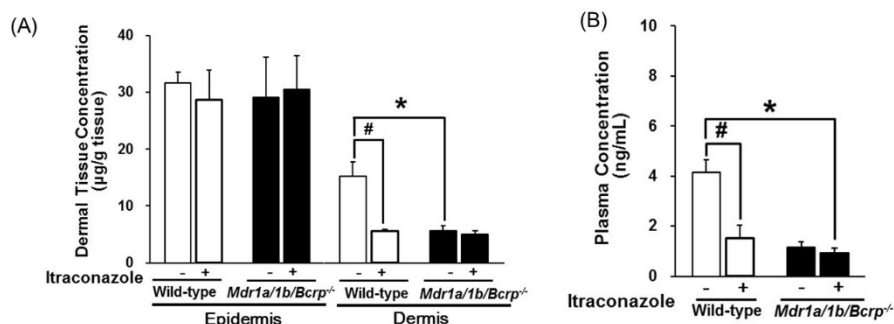 (A)
Dermal Tissue Concentration
(μg/g tissue)
40
30
20
10
0
*
#
Itraconazole
- + - + - + - +
Wild-type Mdr1a/1b/Bcrp-/- Wild-type Mdr1a/1b/Bcrp-/-
Epidermis Dermis
(B)
Plasma Concentration
(ng/mL)
10
8
6
4
2
0
*
#
- + - +
Itraconazole
Wild-type Mdr1a/1b/Bcrp-/-